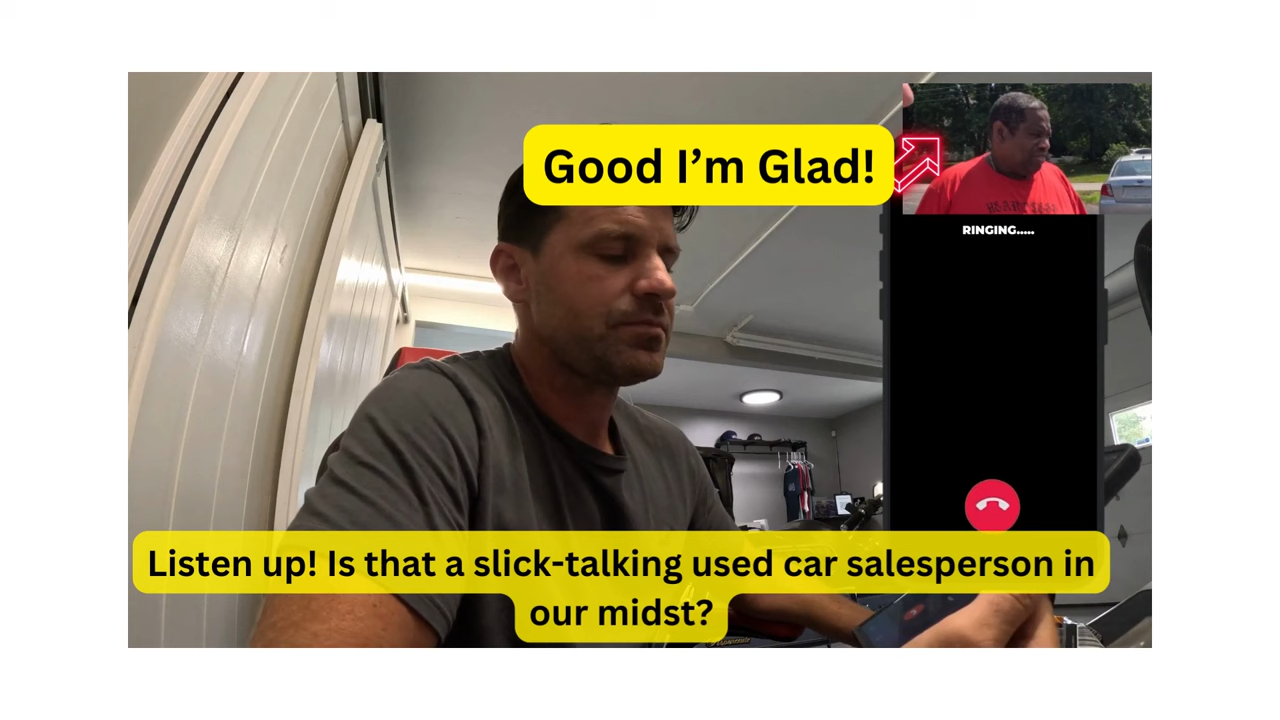 Good I’m Glad!
RINGING.....
Listen up! Is that a slick-talking used car salesperson in
our midst?